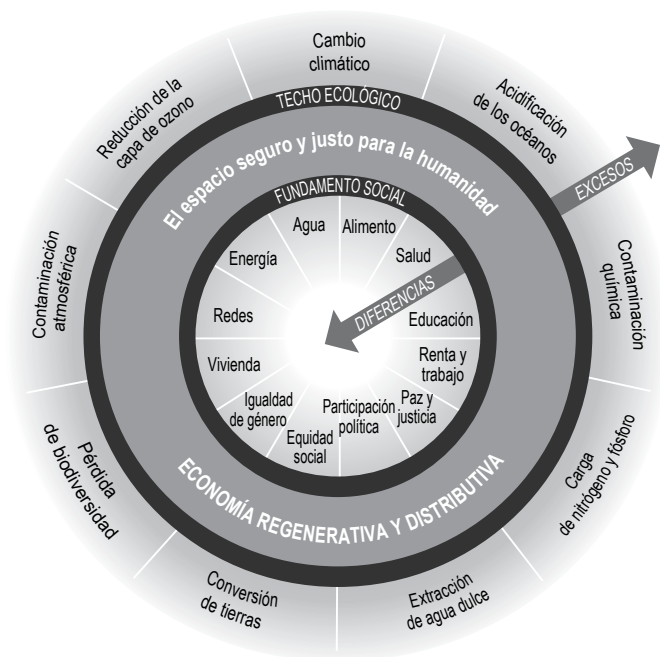 Cambio
climático
Acidificación
de los océanos
Reducción de la
capa de ozono
TECHO ECOLÓGICO
El espacio seguro y justo para la humanidad
FUNDAMENTO SOCIAL
EXCESOS
Contaminación
atmosférica
Contaminación
química
Agua
Alimento
Energía
Salud
DIFERENCIAS
Redes
Educación
Vivienda
Renta y
trabajo
Igualdad
de género
Paz y
justicia
Participación
política
Equidad
social
ECONOMÍA REGENERATIVA Y DISTRIBUTIVA
Pérdida
de biodiversidad
Carga
de nitrógeno y fósforo
Conversión
de tierras
Extracción
de agua dulce